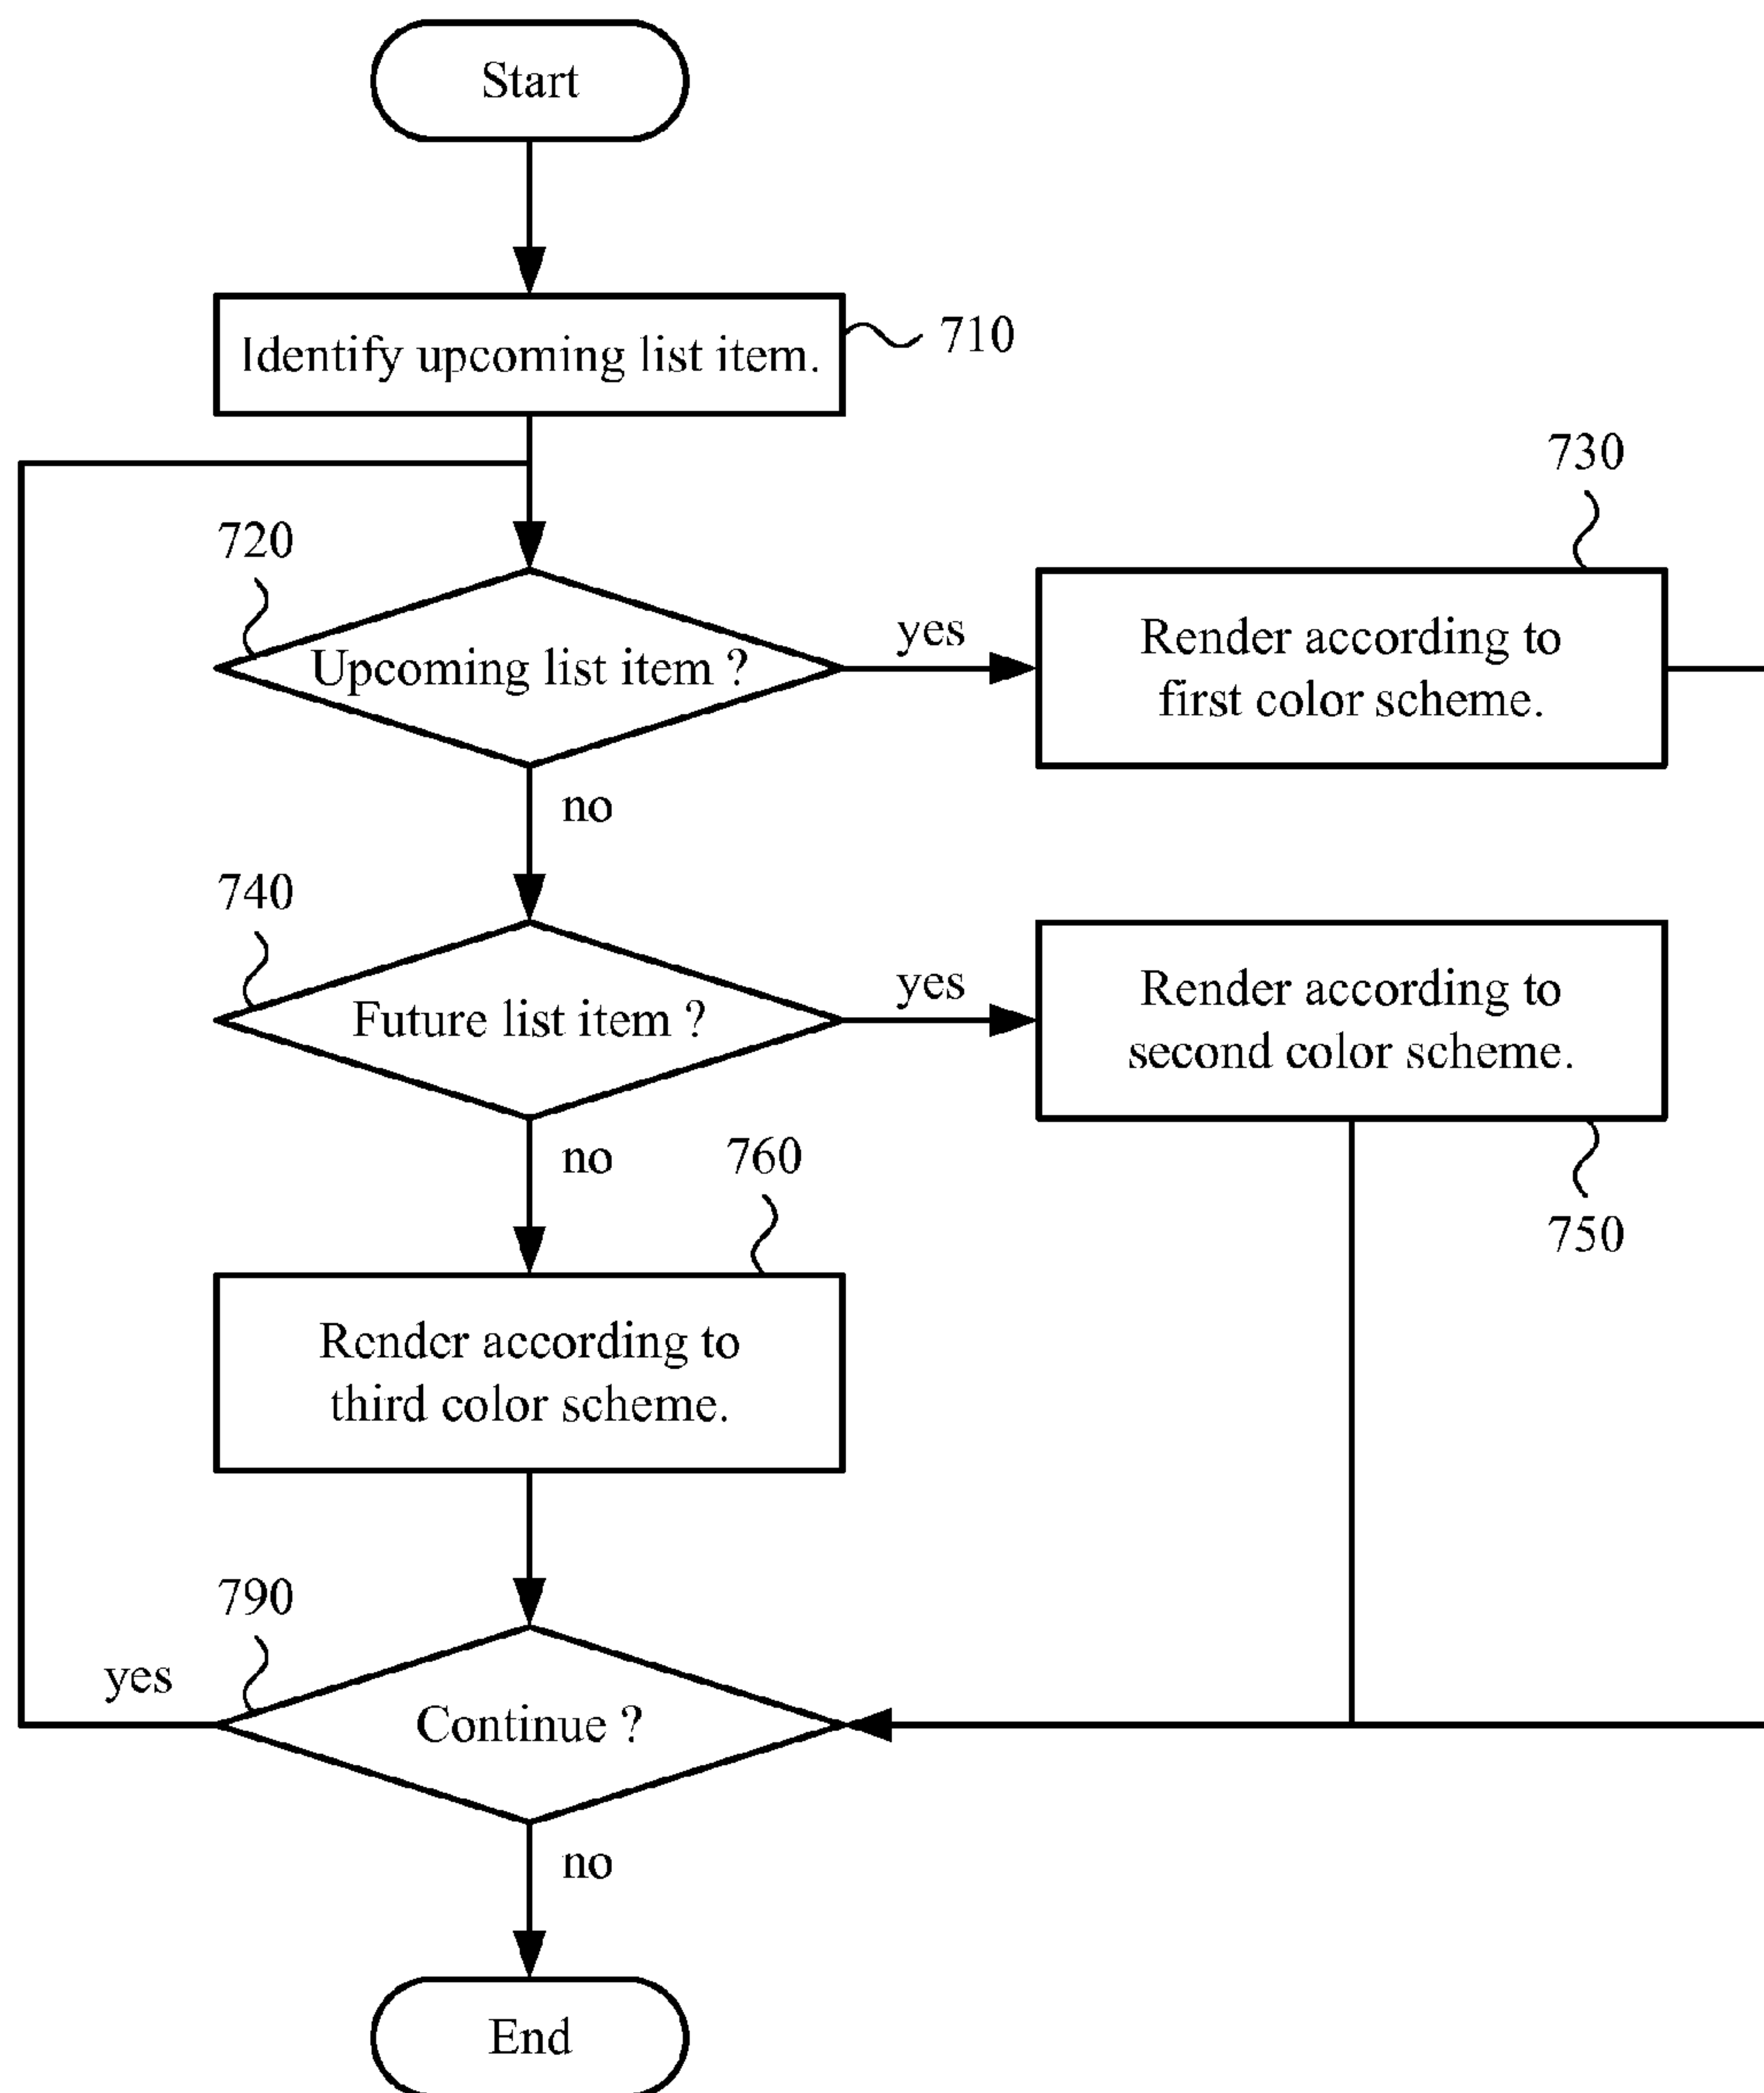 Start
Identify upcoming list item.
710
720
Upcoming list item ?
yes
730
Render according to
first color scheme.
no
740
Future list item ?
yes
Render according to
second color scheme.
750
no
760
Render according to
third color scheme.
790
yes
Continue ?
no
End